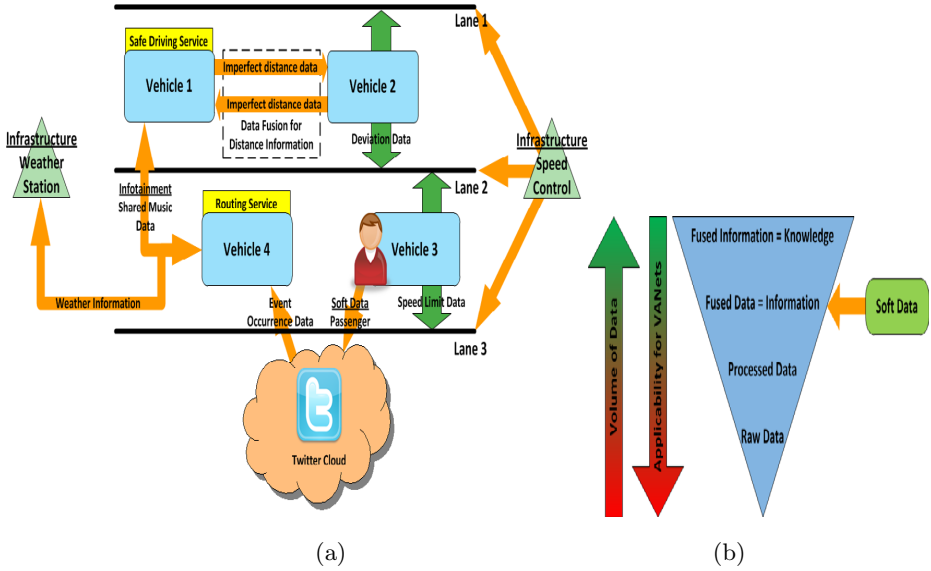 Lane 1
Safe Driving Service
Vehicle 1
Imperfect distance data
Imperfect distance data
Data Fusion for
Distance Information
Vehicle 2
Deviation Data
Infrastructure
Weather
Station
Infrastructure
Speed
Control
Lane 2
Infotainment
Shared Music
Data
Routing Service
Vehicle 4
Vehicle 3
Weather Information
Event
Occurrence Data
Soft Data
Passenger
Speed Limit Data
Lane 3
Twitter Cloud
(a)
Volume of Data
Applicability for VANets
Fused Information = Knowledge
Fused Data = Information
Soft Data
Processed Data
Raw Data
(b)